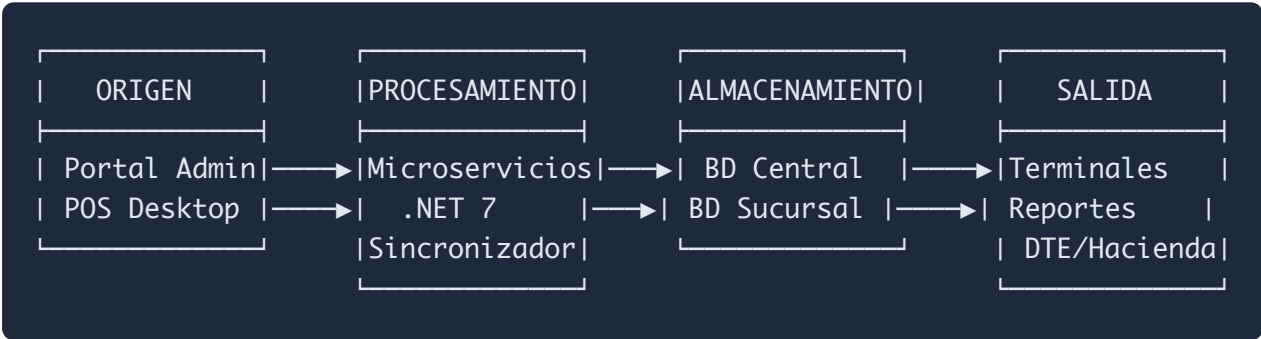 ORIGEN PROCESAMIENTO ALMACENAMIENTO SALIDA
Portal Admin Microservicios BD Central Terminales
POS Desktop .NET 7 BD Sucursal Reportes
Sincronizador DTE/Hacienda